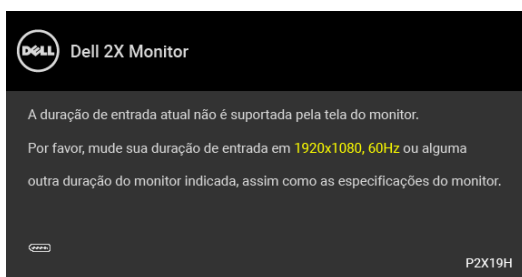 DELL
Dell 2X Monitor
A duração de entrada atual não é suportada pela tela do monitor.
Por favor, mude sua duração de entrada em 1920x1080, 60Hz ou alguma
outra duração do monitor indicada, assim como as especificações do monitor.
P2X19H